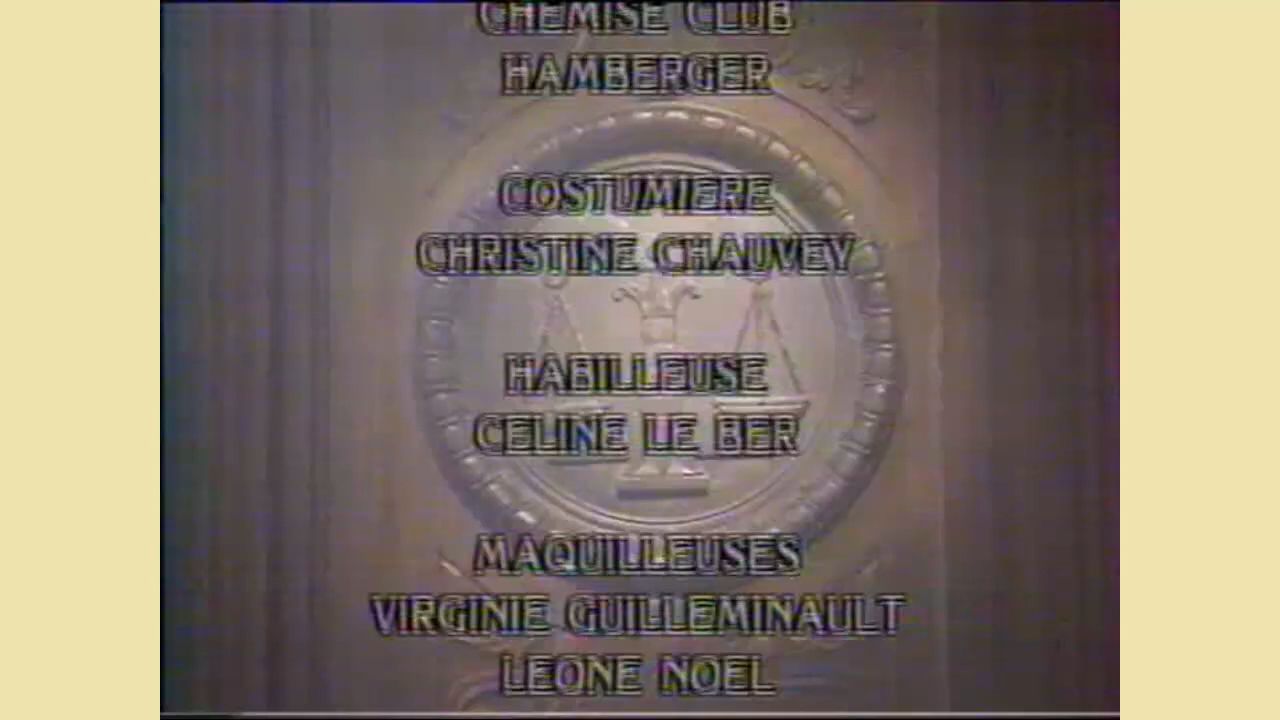 CHEMISE CLUB
HAMBERGER
COSTUMIERE
CHRISTINE CHAUVEY
HABILLEUSE
CELINE LE BER
MAQUILLEUSES
VIRGINIE GUILLEMINAULT
LEONE NOEL